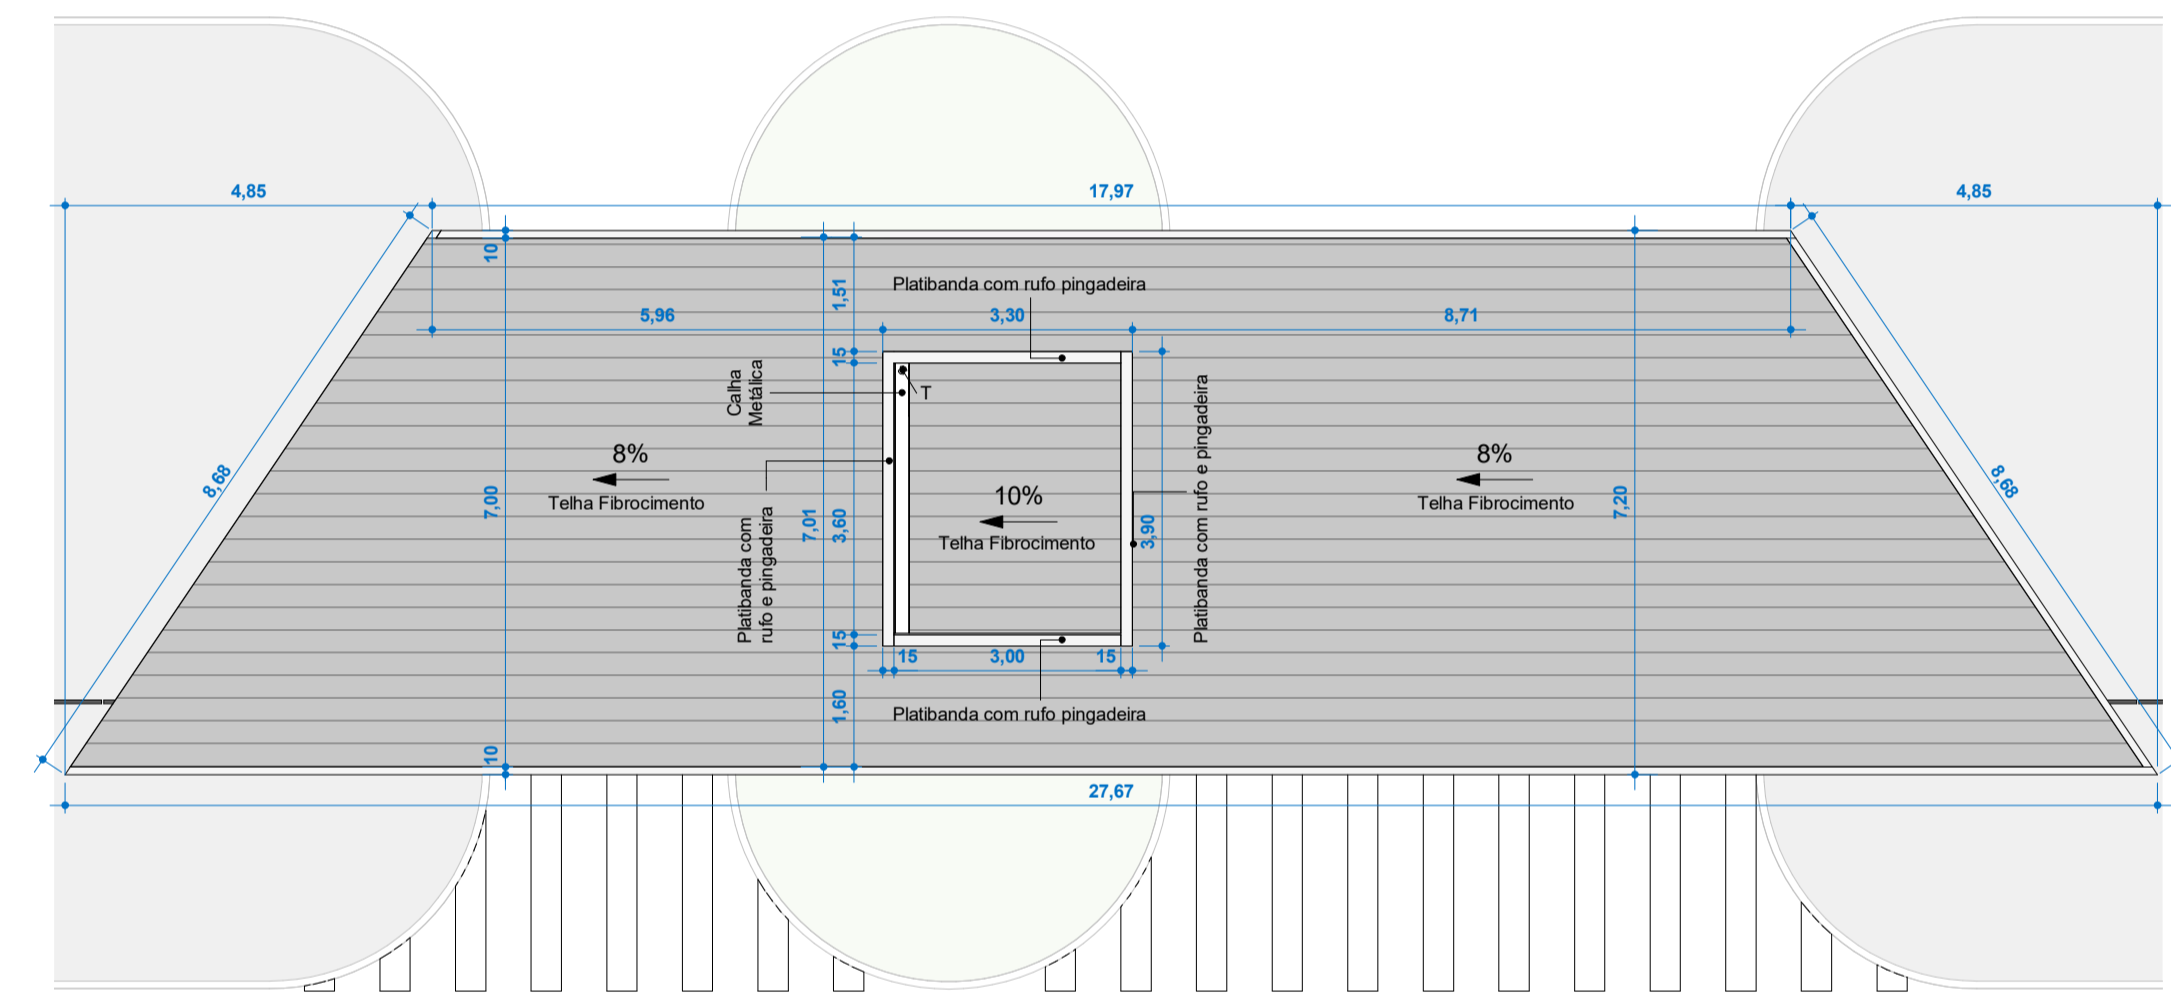 4,85
17,97
4,85
10
1,51
Platibanda com rufo pingadeira
5,96
3,30
8,71
15
Calha
Metálica
T
8%
Telha Fibrocimento
8,68
7,00
7,01
3,60
10%
Telha Fibrocimento
3,90
Platibanda com rufo e pingadeira
8%
Telha Fibrocimento
7,20
8,68
Platibanda com
rufo e pingadeira
15
15
3,00
15
1,60
Platibanda com rufo pingadeira
10
27,67